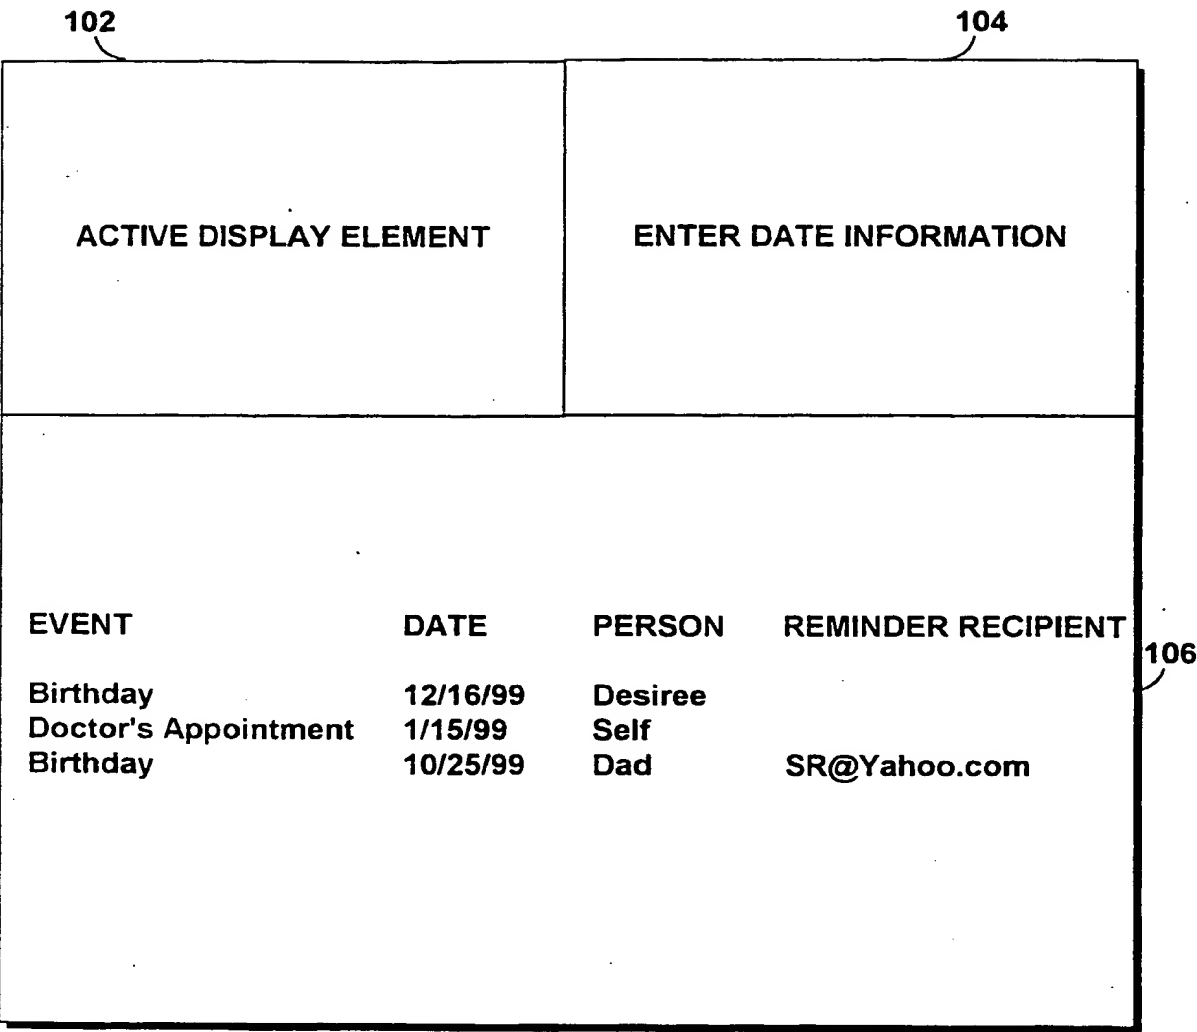 102 104
ACTIVE DISPLAY ELEMENT ENTER DATE INFORMATION
EVENT DATE PERSON REMINDER RECIPIENT
106
Birthday 12/16/99 Desiree
Doctor's Appointment 1/15/99 Self
Birthday 10/25/99 Dad SR@Yahoo.com